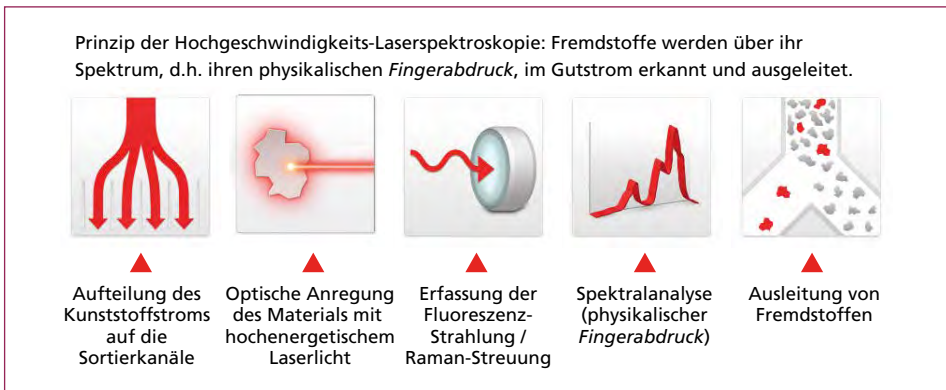 Prinzip der Hochgeschwindigkeits-Laserspektroskopie: Fremdstoffe werden über ihr
Spektrum, d.h. ihren physikalischen Fingerabdruck, im Gutstrom erkannt und ausgeleitet.
Aufteilung des
Kunststoffstroms
auf die
Sortierkanäle
Optische Anregung
des Materials mit
hochenergetischem
Laserlicht
Erfassung der
Fluoreszenz-
Strahlung /
Raman-Streuung
Spektralanalyse
(physikalischer
Fingerabdruck)
Ausleitung von
Fremdstoffen